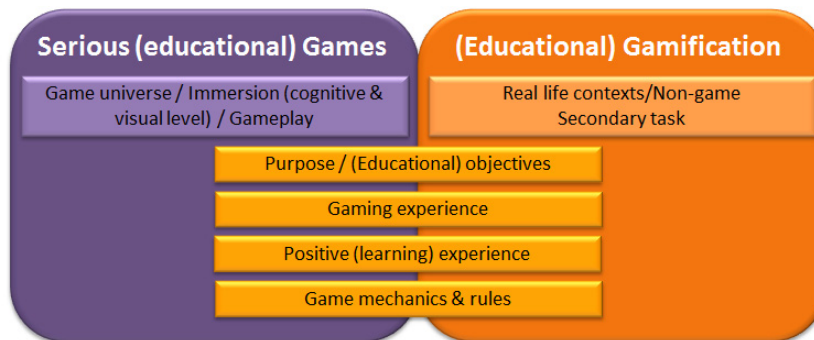 Serious (educational) Games
(Educational) Gamification
Game universe / Immersion (cognitive &
visual level) / Gameplay
Real life contexts/Non-game
Secondary task
Purpose / (Educational) objectives
Gaming experience
Positive (learning) experience
Game mechanics & rules